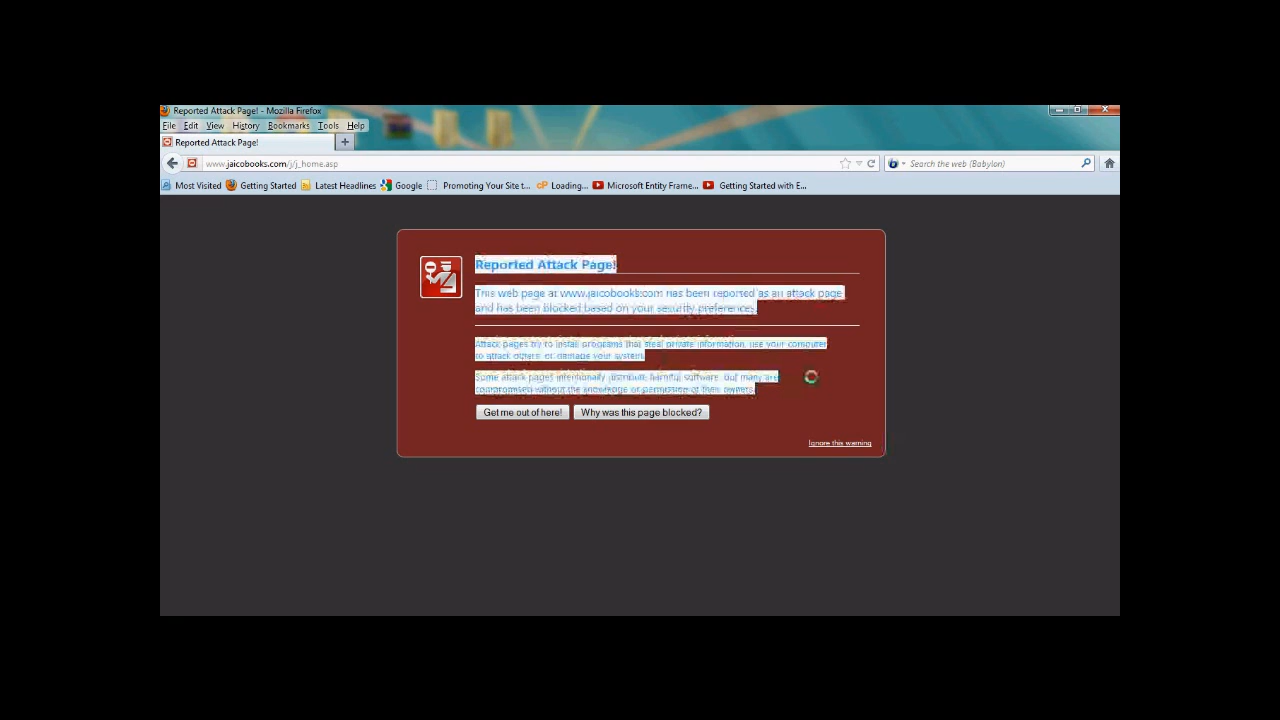 Reported Attack Page! - Mozilla Firefox
File Edit View History Bookmarks Tools Help
Reported Attack Page!
www.jaicobooks.com/j/j_home.asp
Search the web (Babylon)
Most Visited Getting Started Latest Headlines Google Promoting Your Site t... Loading... Microsoft Entity Frame... Getting Started with E...
Reported Attack Page!
This web page at www.jaicobooks.com has been reported as an attack page
and has been blocked based on your security preferences.
Attack pages try to install programs that steal private information, use your computer
to attack others, or damage your system.
Some attack pages intentionally distribute harmful software, but many are
compromised without the knowledge or permission of their owners.
Get me out of here! Why was this page blocked?
Ignore this warning